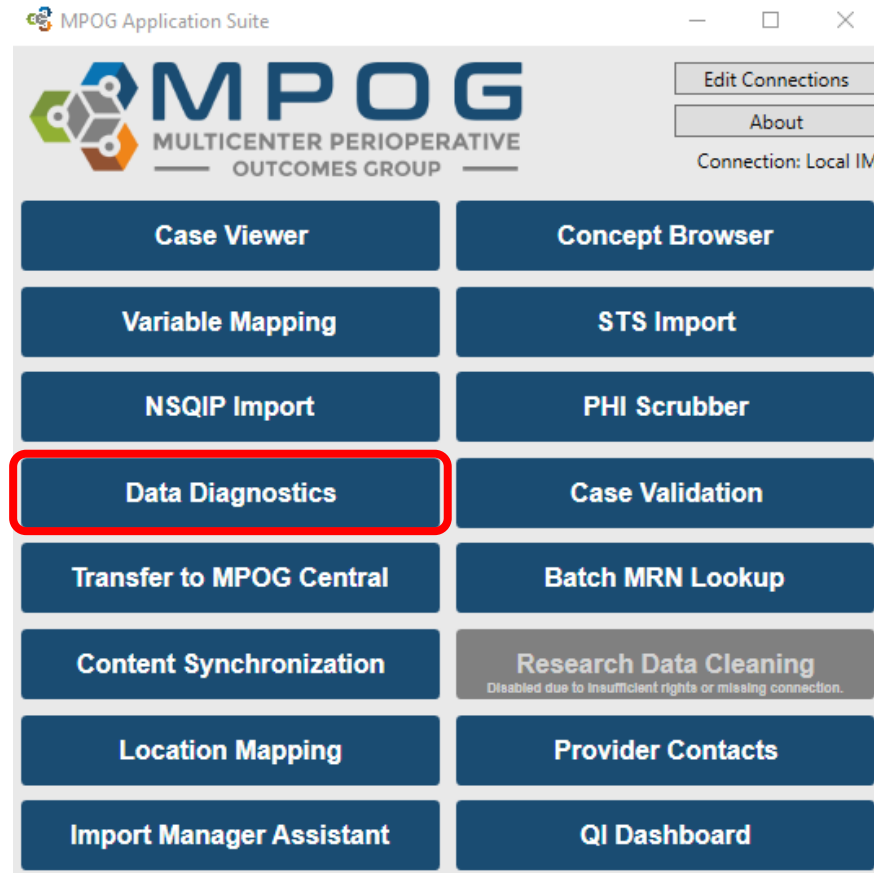 MPOG Application Suite
MPOG
MULTICENTER PERIOPERATIVE
OUTCOMES GROUP
Edit Connections
About
Connection: Local IM
Case Viewer
Concept Browser
Variable Mapping
STS Import
NSQIP Import
PHI Scrubber
Data Diagnostics
Case Validation
Transfer to MPOG Central
Batch MRN Lookup
Content Synchronization
Research Data Cleaning
Disabled due to insufficient rights or missing connection.
Location Mapping
Provider Contacts
Import Manager Assistant
QI Dashboard